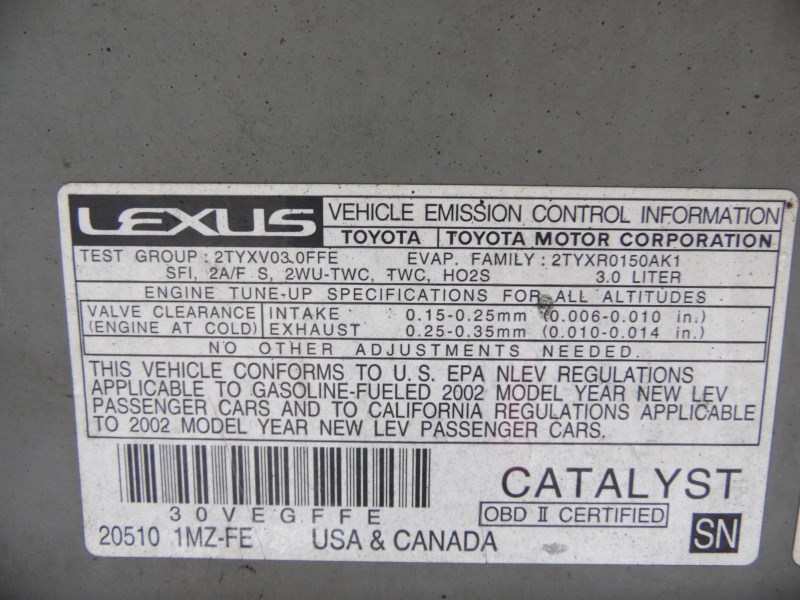 LEXUS VEHICLE EMISSION CONTROL INFORMATION
TOYOTA TOYOTA MOTOR CORPORATION
TEST GROUP : 2TYXV03.0FFE EVAP. FAMILY : 2TYXR0150AK1
SFI, 2A/F S, 2WU-TWC, TWC, HO2S 3.0 LITER
ENGINE TUNE-UP SPECIFICATIONS FOR ALL ALTITUDES
VALVE CLEARANCE INTAKE 0.15-0.25mm (0.006-0.010 in.)
(ENGINE AT COLD) EXHAUST 0.25-0.35mm (0.010-0.014 in.)
NO OTHER ADJUSTMENTS NEEDED.
THIS VEHICLE CONFORMS TO U.S. EPA NLEV REGULATIONS
APPLICABLE TO GASOLINE-FUELED 2002 MODEL YEAR NEW LEV
PASSENGER CARS AND TO CALIFORNIA REGULATIONS APPLICABLE
TO 2002 MODEL YEAR NEW LEV PASSENGER CARS.
CATALYST
30VEGFFE OBD II CERTIFIED
20510 1MZ-FE USA & CANADA SN